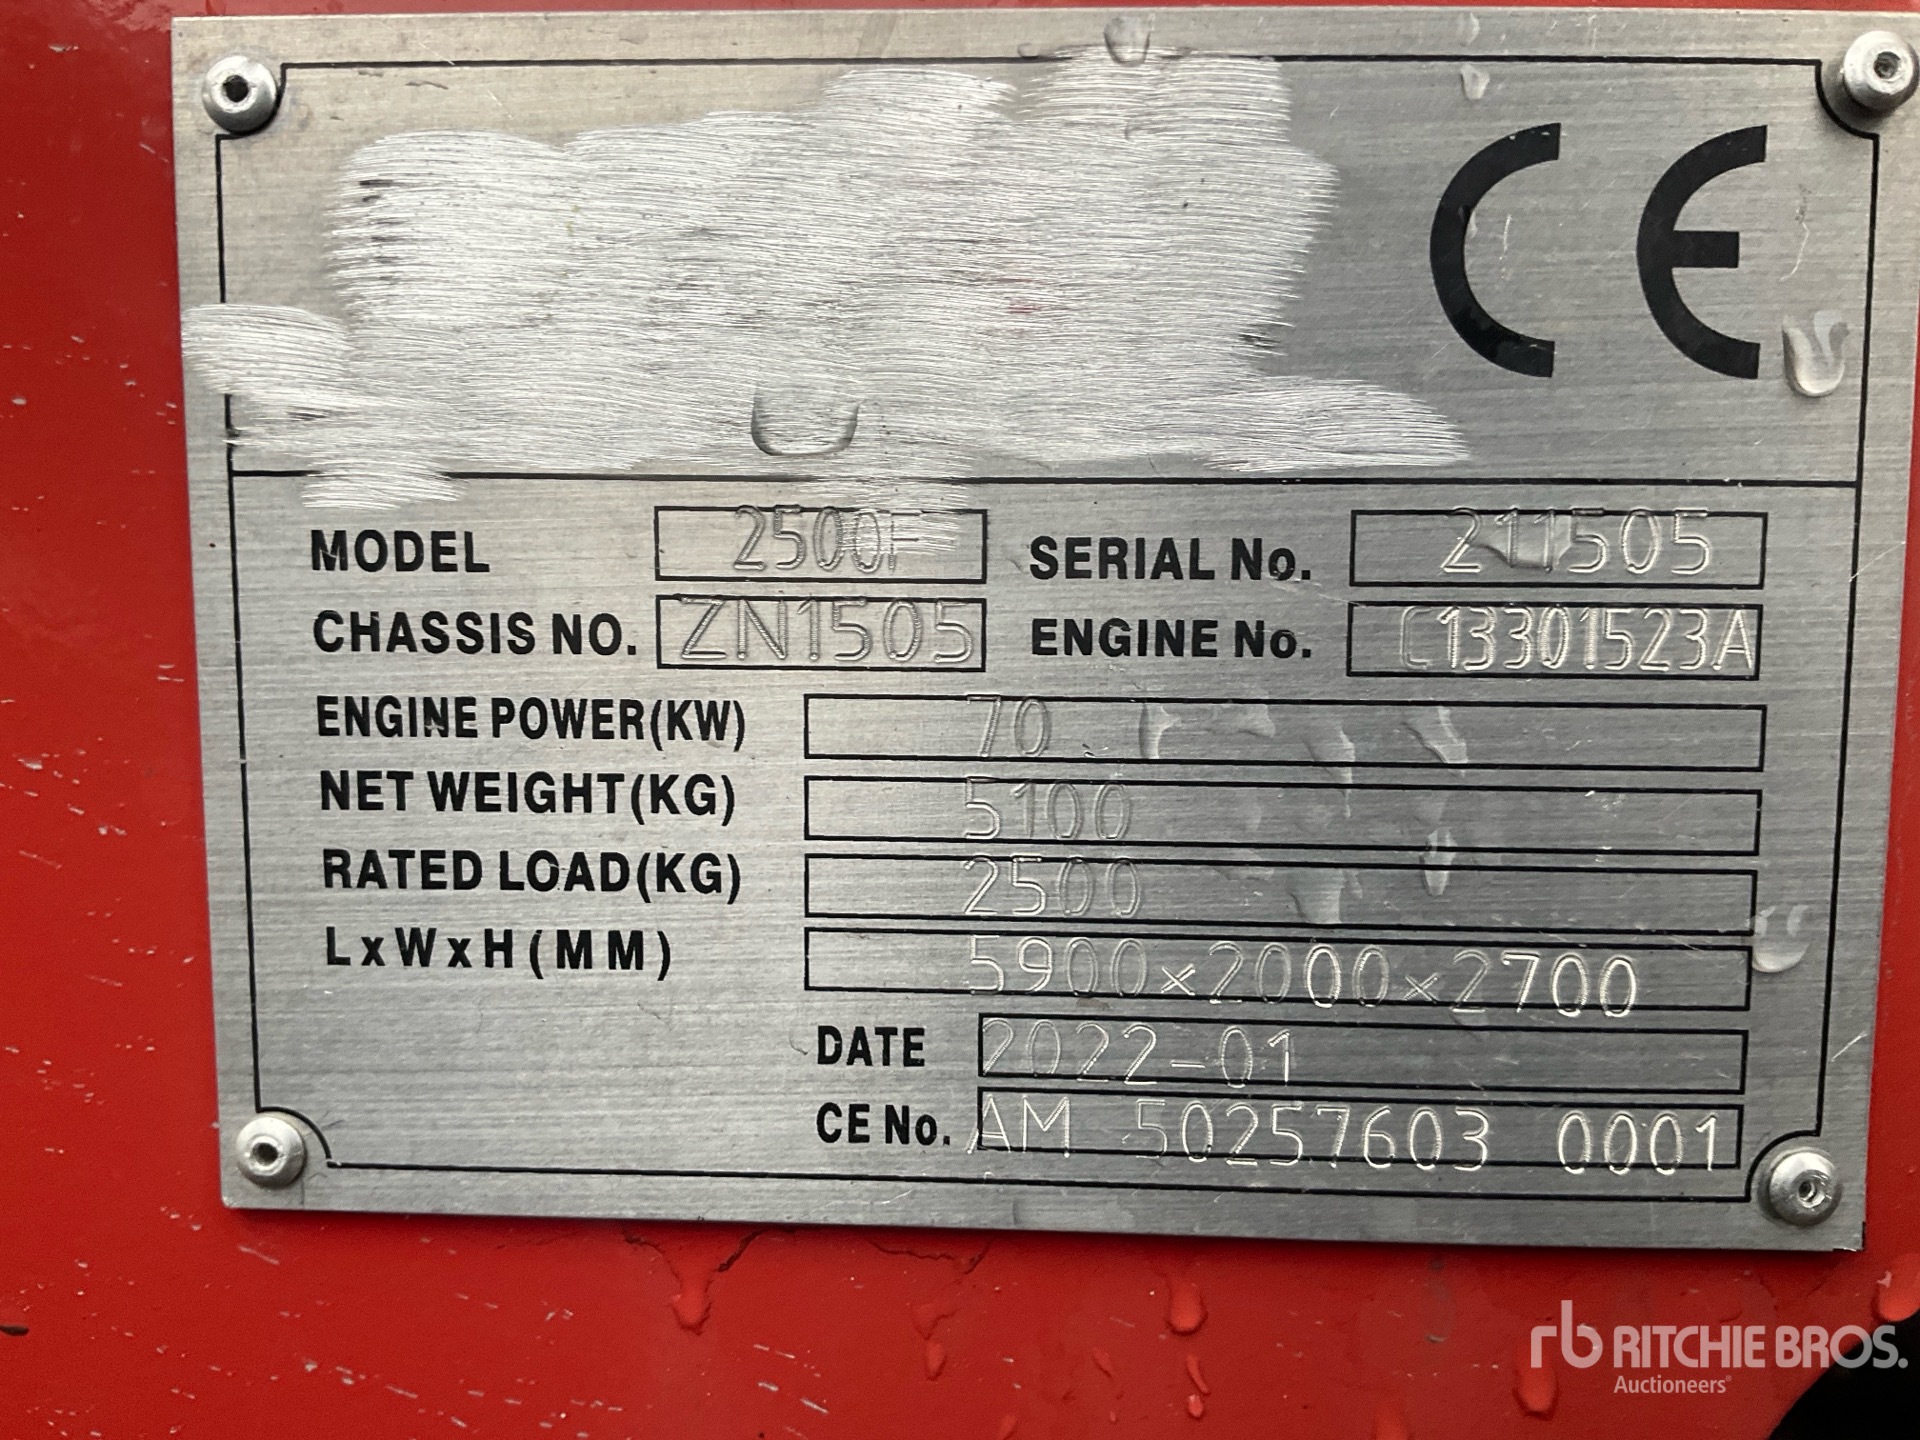 CE
MODEL 2500F SERIAL No. 211505
CHASSIS NO. ZN1505 ENGINE No. C13301523A
ENGINE POWER(KW) 70
NET WEIGHT(KG) 5100
RATED LOAD(KG) 2500
LxWxH(MM) 5900×2000×2700
DATE 2022-01
CE No. AM 50257603 0001
rb RITCHIE BROS.
Auctioneers®